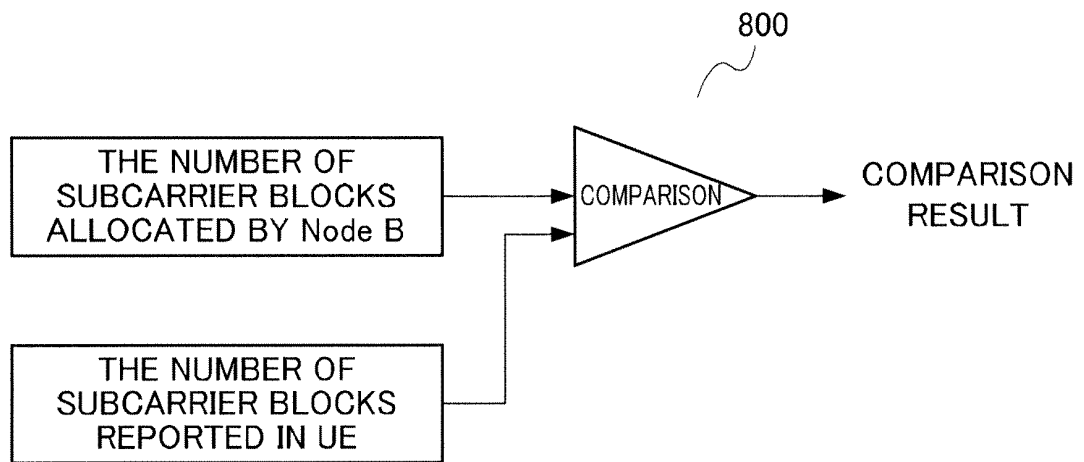 800
THE NUMBER OF
SUBCARRIER BLOCKS
ALLOCATED BY Node B
COMPARISON
COMPARISON
RESULT
THE NUMBER OF
SUBCARRIER BLOCKS
REPORTED IN UE